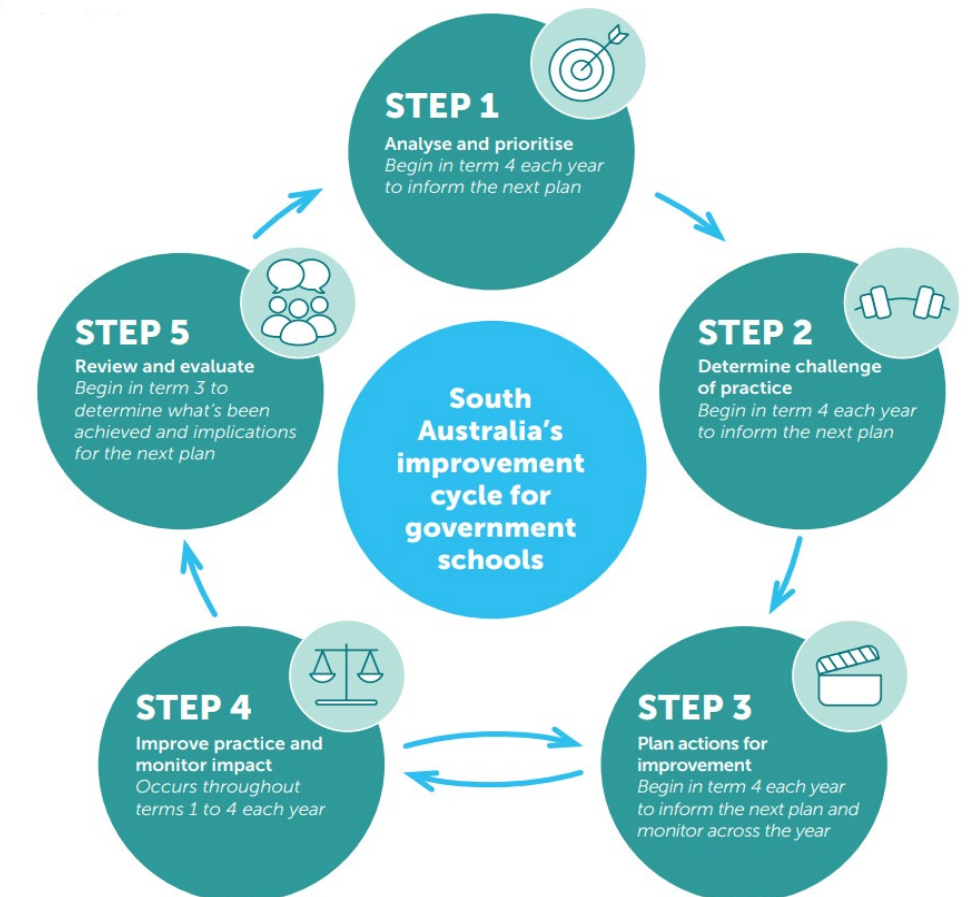 STEP 1
Analyse and prioritise
Begin in term 4 each year
to inform the next plan
STEP 2
Determine challenge
of practice
Begin in term 4 each year
to inform the next plan
STEP 3
Plan actions for
improvement
Begin in term 4 each year
to inform the next plan and
monitor across the year
STEP 4
Improve practice and
monitor impact
Occurs throughout
terms 1 to 4 each year
STEP 5
Review and evaluate
Begin in term 3 to
determine what's been
achieved and implications
for the next plan
South
Australia's
improvement
cycle for
government
schools